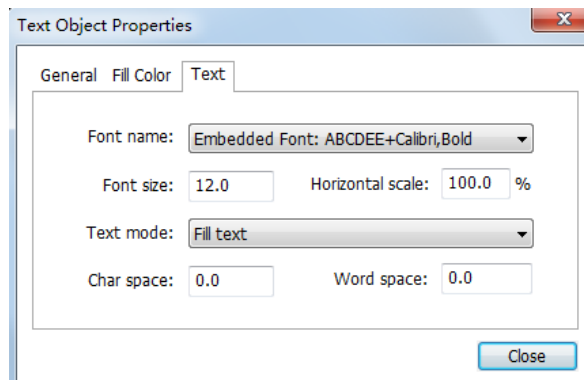 Text Object Properties
General Fill Color Text
Font name: Embedded Font: ABCDEE+Calibri,Bold
Font size: 12.0 Horizontal scale: 100.0 %
Text mode: Fill text
Char space: 0.0 Word space: 0.0
Close